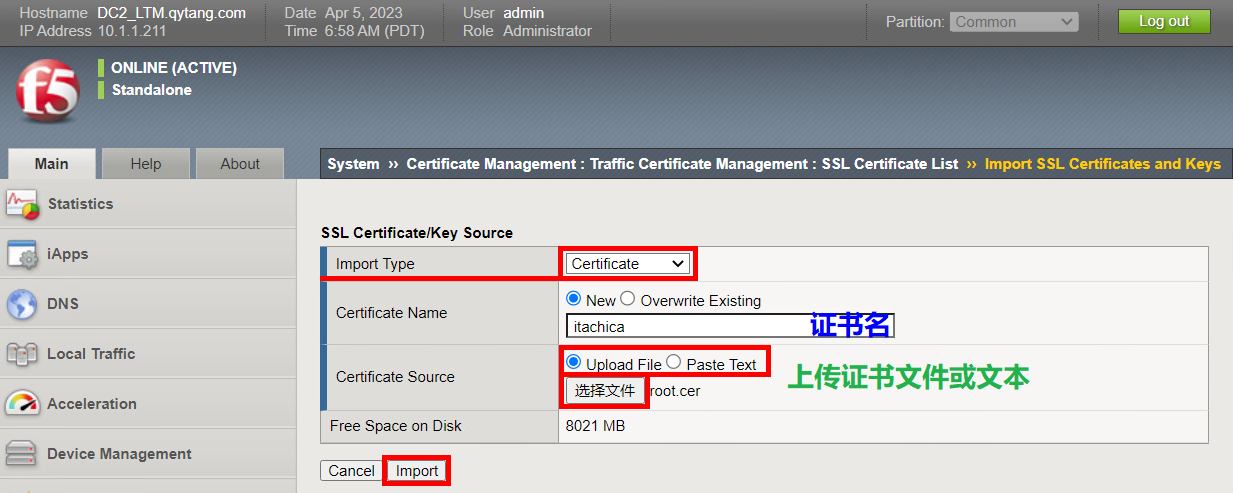 Hostname DC2_LTM.qytang.com Date Apr 5, 2023 User admin
IP Address 10.1.1.211 Time 6:58 AM (PDT) Role Administrator
Partition: Common Log out
f5
ONLINE (ACTIVE)
Standalone
Main Help About
System ›› Certificate Management : Traffic Certificate Management : SSL Certificate List ›› Import SSL Certificates and Keys
Statistics
iApps
DNS
Local Traffic
Acceleration
Device Management
SSL Certificate/Key Source
Import Type Certificate
Certificate Name New Overwrite Existing
itachica 证书名
Certificate Source Upload File Paste Text
选择文件 root.cer
上传证书文件或文本
Free Space on Disk 8021 MB
Cancel Import